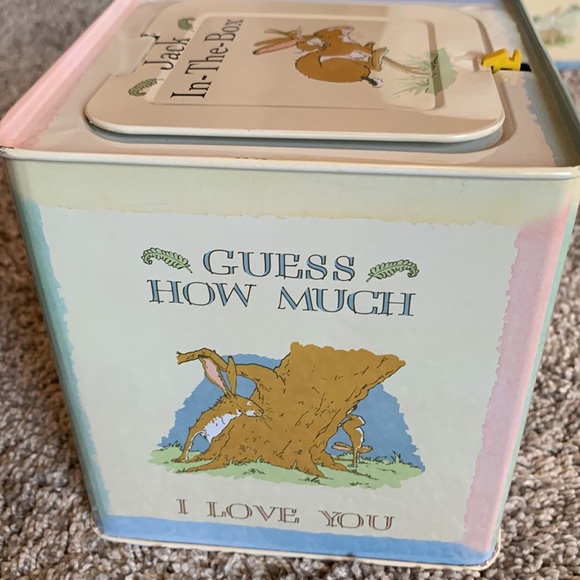 Jack
In-The-Box
GUESS
HOW MUCH
I LOVE YOU